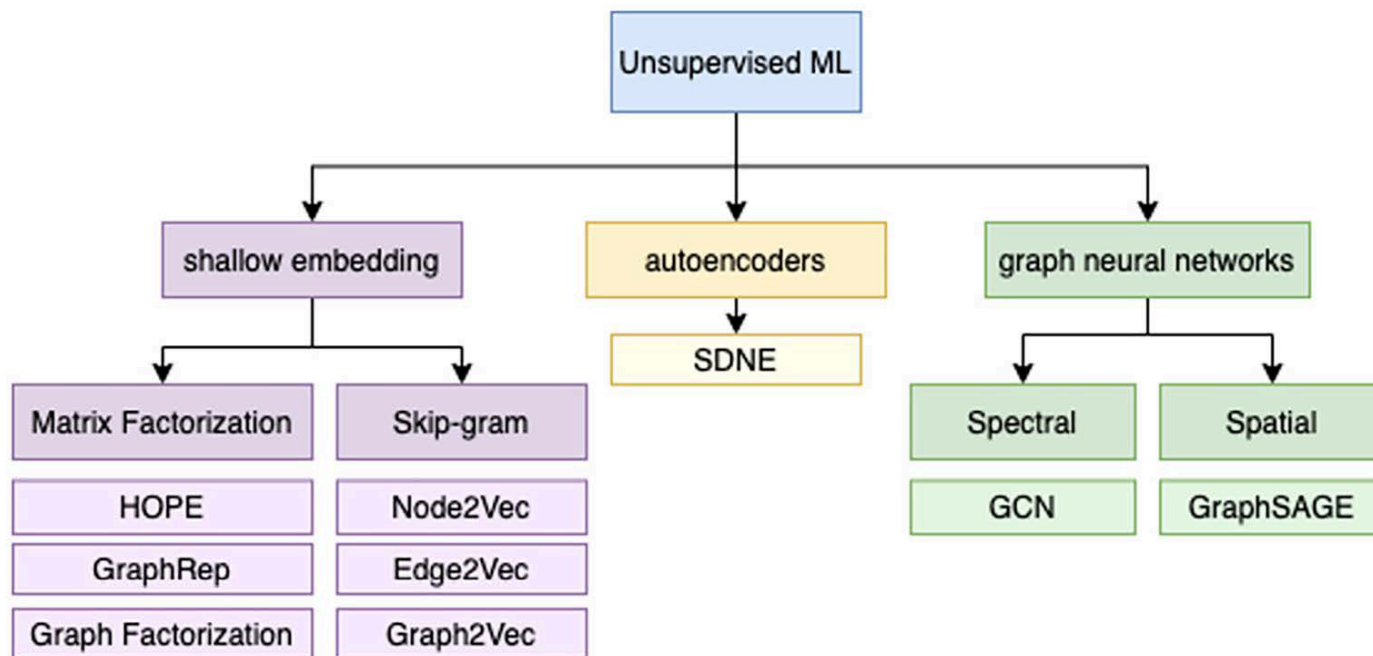 Unsupervised ML
shallow embedding
autoencoders
graph neural networks
SDNE
Matrix Factorization
Skip-gram
Spectral
Spatial
HOPE
Node2Vec
GCN
GraphSAGE
GraphRep
Edge2Vec
Graph Factorization
Graph2Vec